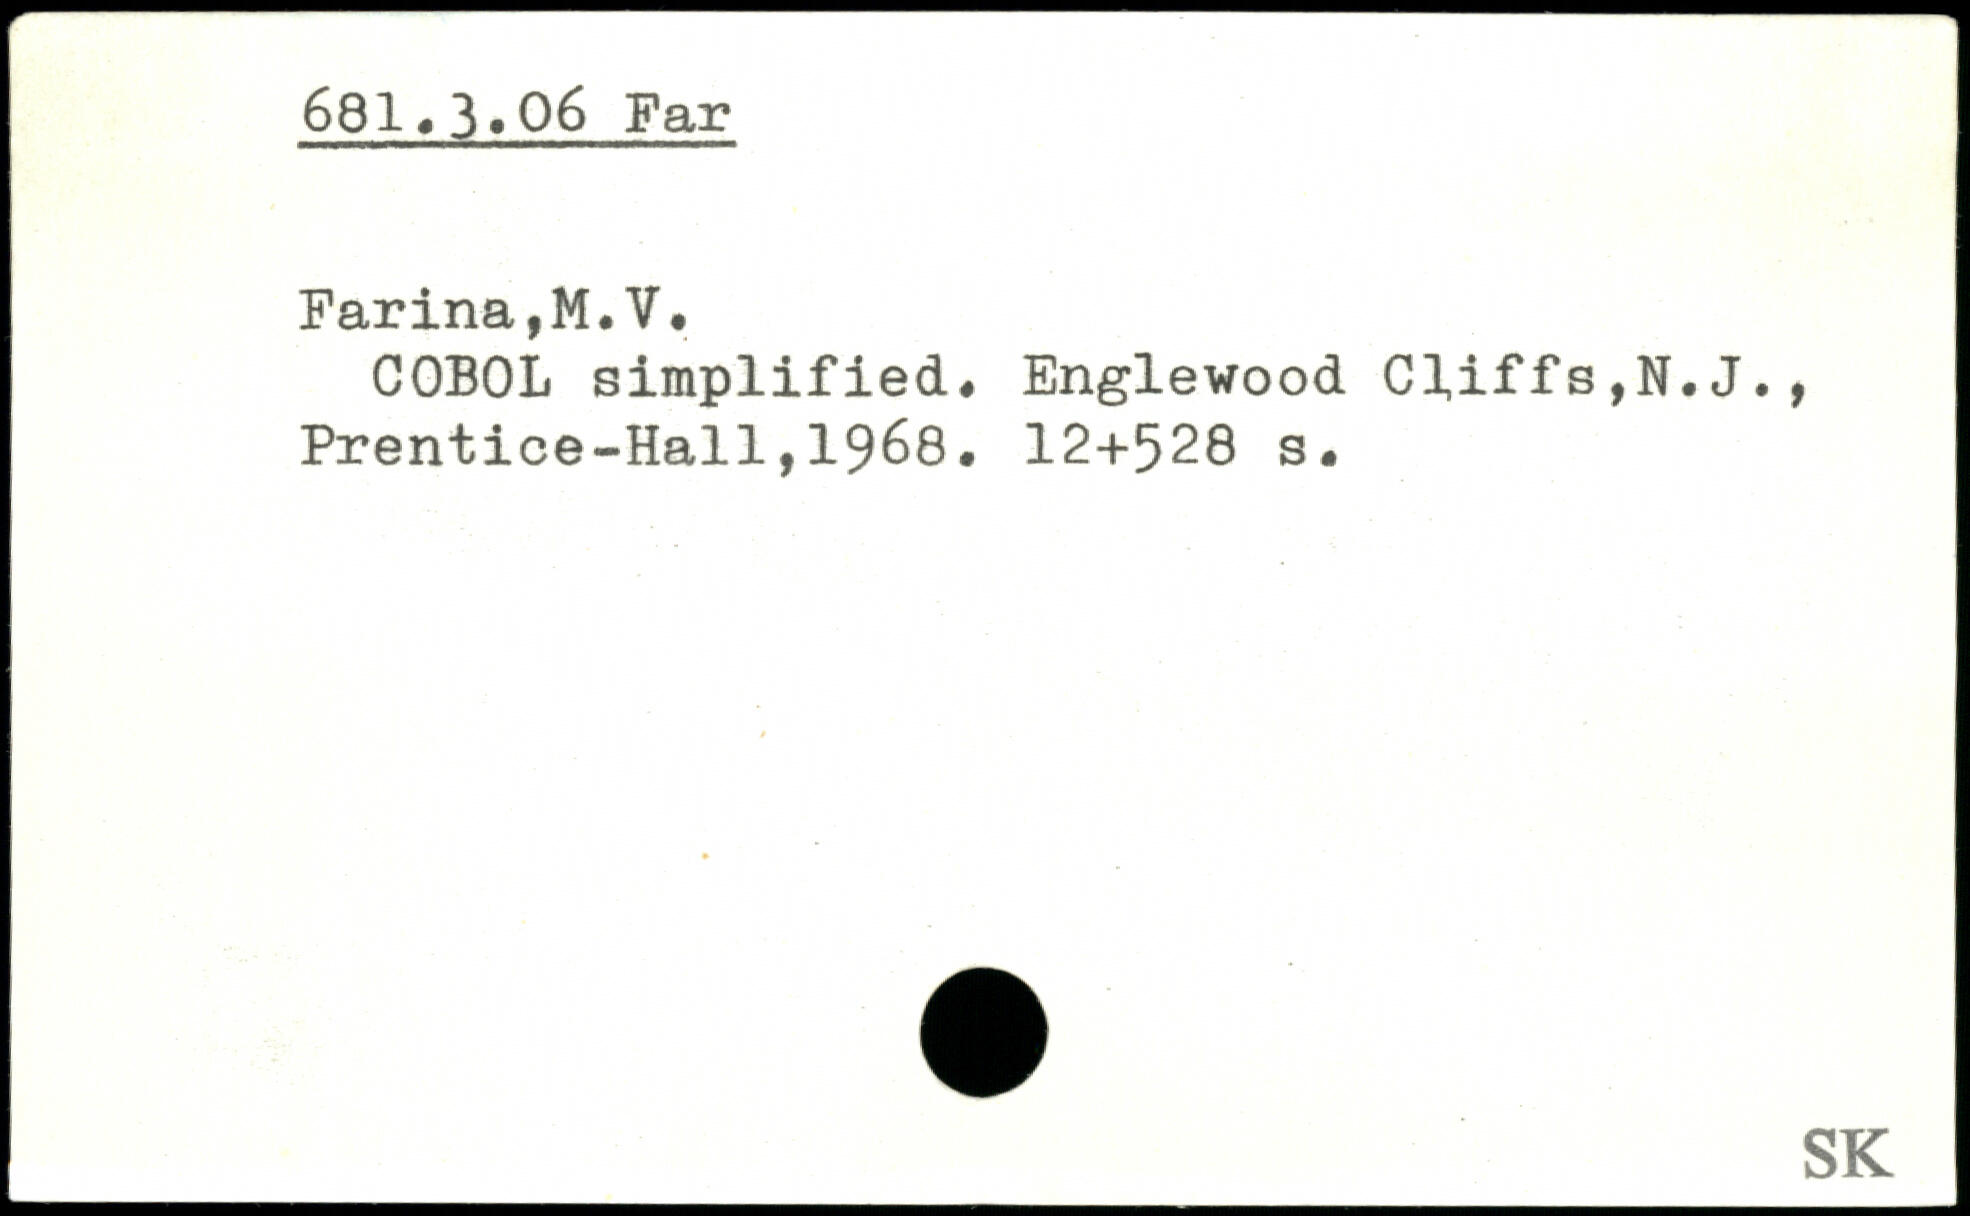 681.3.06 Far
Farina,M.V.
COBOL simplified. Englewood Cliffs,N.J.,
Prentice-Hall,1968. 12+528 s.
SK